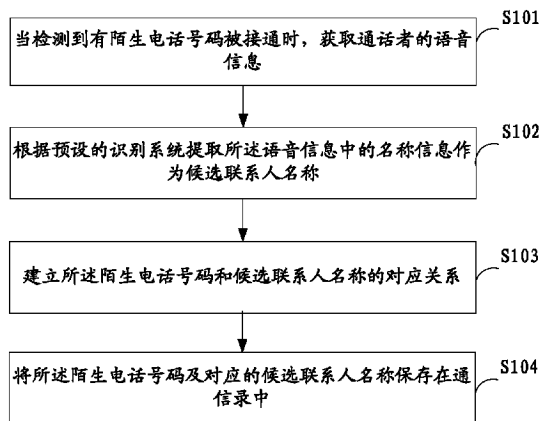 S101
当检测到有陌生电话号码被接通时，获取通话者的语音
信息
S102
根据预设的识别系统提取所述语音信息中的名称信息作
为候选联系人名称
S103
建立所述陌生电话号码和候选联系人名称的对应关系
S104
将所述陌生电话号码及对应的候选联系人名称保存在通
信录中